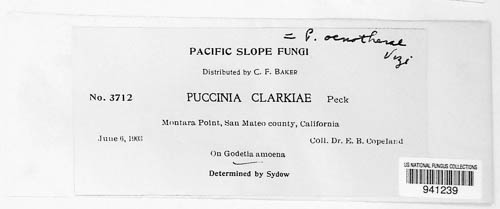 = P. oenotherae
Vize
PACIFIC SLOPE FUNGI
Distributed by C. F. BAKER
No. 3712 PUCCINIA CLARKIAE Peck
Montara Point, San Mateo county, California
June 6, 1903 Coll. Dr. E. B. Copeland
On Godetia amoena
Determined by Sydow
US NATIONAL FUNGUS COLLECTIONS
941239